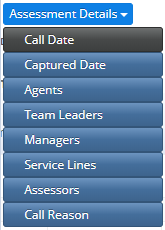 Assessment Details
Call Date
Captured Date
Agents
Team Leaders
Managers
Service Lines
Assessors
Call Reason